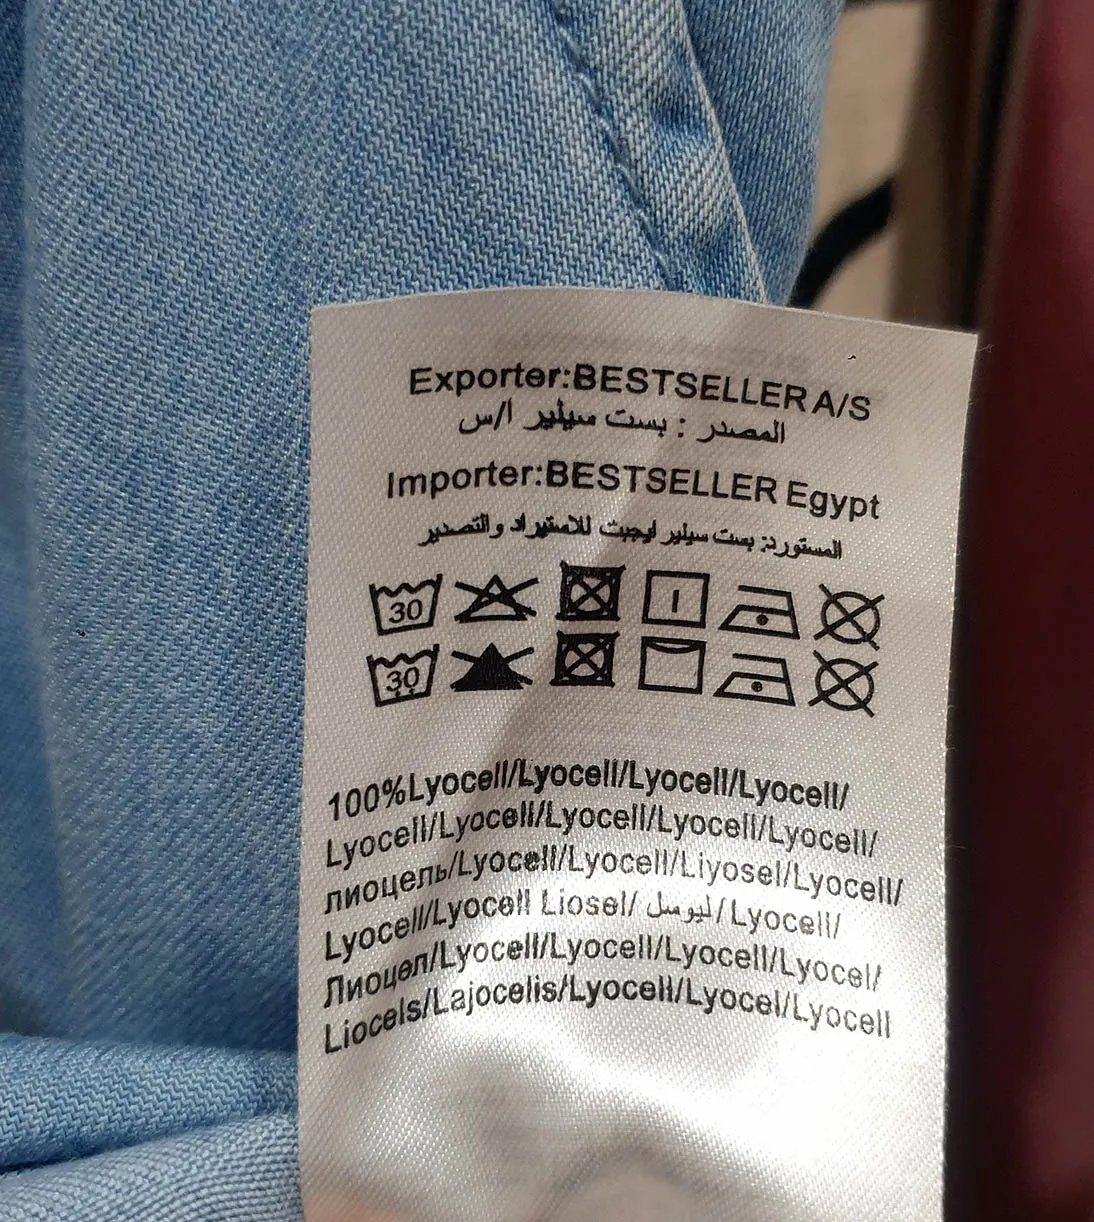 Exporter:BESTSELLER A/S
المصدر : بست سيلير ا/س
Importer:BESTSELLER Egypt
المستورد: بست سيلير ايجبت للاستيراد والتصدير
30
30
100%Lyocell/Lyocell/Lyocell/Lyocell/
Lyocell/Lyocell/Lyocell/Lyocell/Lyocell/
лиоцель/Lyocell/Lyocell/Liyosel/Lyocell/
Lyocell/Lyocell Liosel/ ليوسل/Lyocell/
Лиоцел/Lyocell/Lyocell/Lyocell/Lyocel/
Liocels/Lajocelis/Lyocell/Lyocel/Lyocell